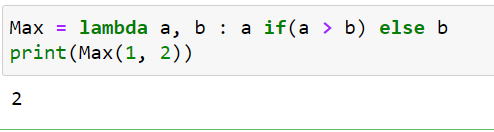 Max = lambda a, b : a if(a > b) else b
print(Max(1, 2))
2